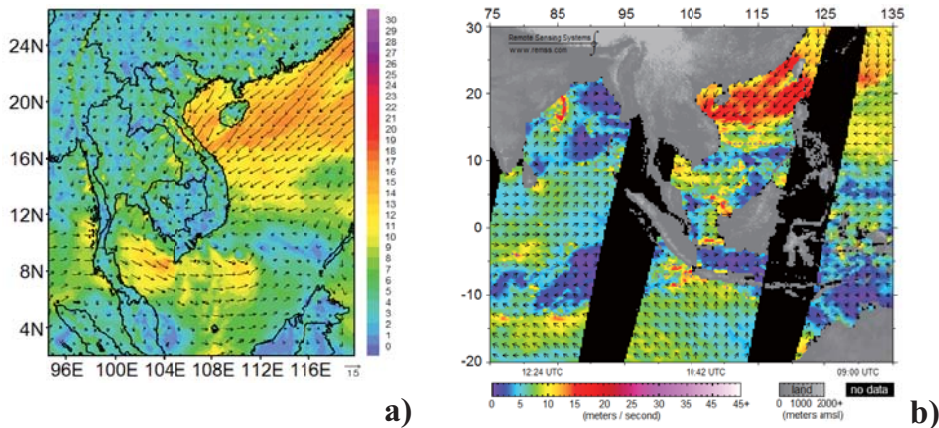 24N
20N
16N
12N
8N
4N
96E 100E 104E 108E 112E 116E
15
30
29
28
27
26
25
24
23
22
21
20
19
18
17
16
15
14
13
12
11
10
9
8
7
6
5
4
3
2
1
0
a)
75 85 95 105 115 125 135
Remote Sensing Systems
www.remss.com
30
20
10
0
-10
-20
12:24 UTC 11:42 UTC 09:00 UTC
0 5 10 15 20 25 30 35 40 45+
(meters / second)
land
0 1000 2000+
(meters amsl)
no data
b)